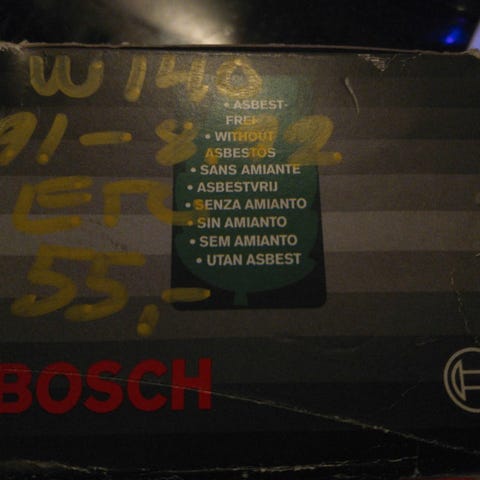 W 140
91-8/92
ETC
55,-
• ASBEST-
FREI
• WITHOUT
ASBESTOS
• SANS AMIANTE
• ASBESTVRIJ
• SENZA AMIANTO
• SIN AMIANTO
• SEM AMIANTO
• UTAN ASBEST
BOSCH